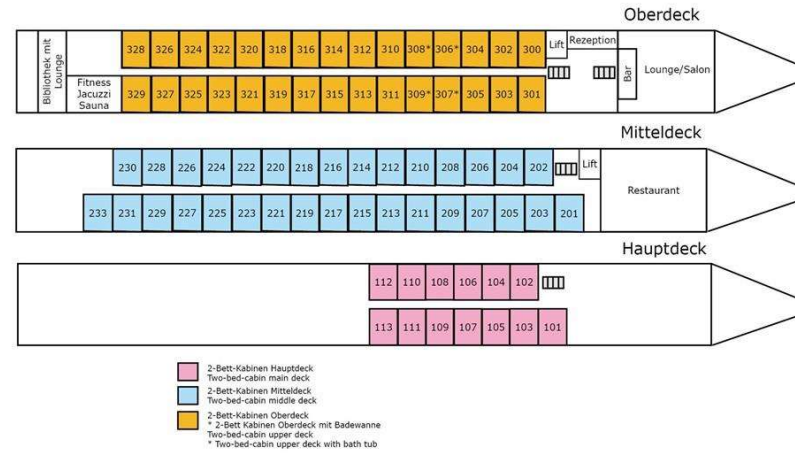 Oberdeck
328 326 324 322 320 318 316 314 312 310 308* 306* 304 302 300 Lift Rezeption
Bibliothek mit
Lounge
Fitness
Jacuzzi
Sauna
Bar
Lounge/Salon
329 327 325 323 321 319 317 315 313 311 309* 307* 305 303 301
Mitteldeck
230 228 226 224 222 220 218 216 214 212 210 208 206 204 202 Lift
Restaurant
233 231 229 227 225 223 221 219 217 215 213 211 209 207 205 203 201
Hauptdeck
112 110 108 106 104 102
113 111 109 107 105 103 101
2-Bett-Kabinen Hauptdeck
Two-bed-cabin main deck
2-Bett-Kabinen Mitteldeck
Two-bed-cabin middle deck
2-Bett-Kabinen Oberdeck
* 2-Bett Kabinen Oberdeck mit Badewanne
Two-bed-cabin upper deck
* Two-bed-cabin upper deck with bath tub